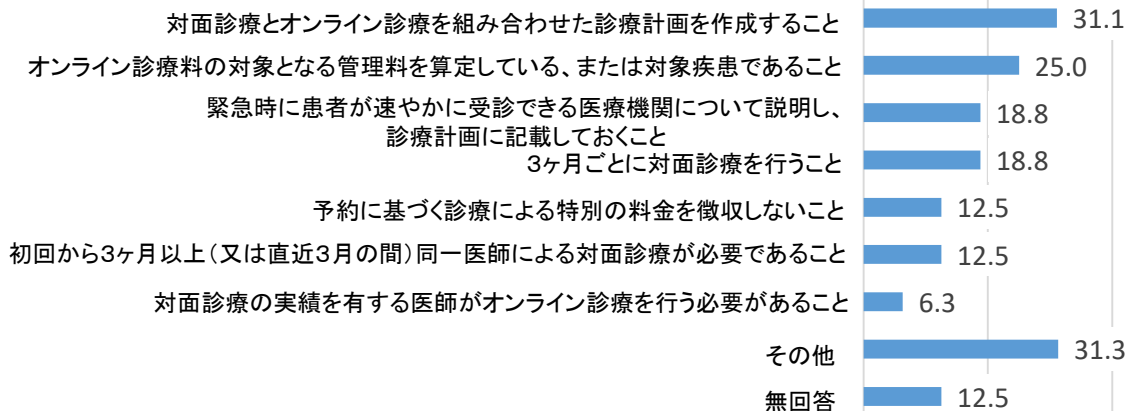 対面診療とオンライン診療を組み合わせた診療計画を作成すること 31.1
オンライン診療料の対象となる管理料を算定している、または対象疾患であること 25.0
緊急時に患者が速やかに受診できる医療機関について説明し、
診療計画に記載しておくこと 18.8
3ヶ月ごとに対面診療を行うこと 18.8
予約に基づく診療による特別の料金を徴収しないこと 12.5
初回から3ヶ月以上(又は直近3月の間)同一医師による対面診療が必要であること 12.5
対面診療の実績を有する医師がオンライン診療を行う必要があること 6.3
その他 31.3
無回答 12.5